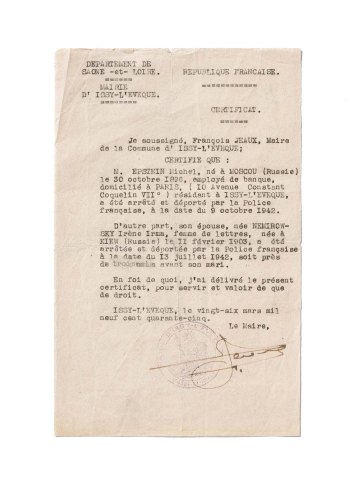 DEPARTEMENT DE
SAONE -et- LOIRE. REPUBLIQUE FRANCAISE.
======
MAIRIE ============
D' ISSY-L'EVEQUE.
=======
CERTIFICAT.
======
Je soussigné, François JEAUX, Maire
de la Commune d' ISSY-L'EVEQUE;
CERTIFIE QUE :
M. EPSTEIN Michel, né à MOSCOU (Russie)
le 30 octobre 1896, employé de banque,
domicilié à PARIS, ( 10 Avenue Constant
Coquelin VII° ) résidant à ISSY-L'EVEQUE,
a été arrêté et déporté par la Police
française, à la date du 9 octobre 1942.
D'autre part, son épouse, née NEMIROW-
SKY Irène Irma, femme de lettres, née à
KIEW (Russie) le II février 1903, a été
arrêtée et déportée par la Police française
à la date du I3 juillet 1942, soit près
de avant son mari.
En foi de quoi, j'ai délivré le présent
certificat, pour servir et valoir de que
de droit.
ISSY-L'EVEQUE, le vingt-six mars mil
neuf cent quarante-cinq.
Le Maire,